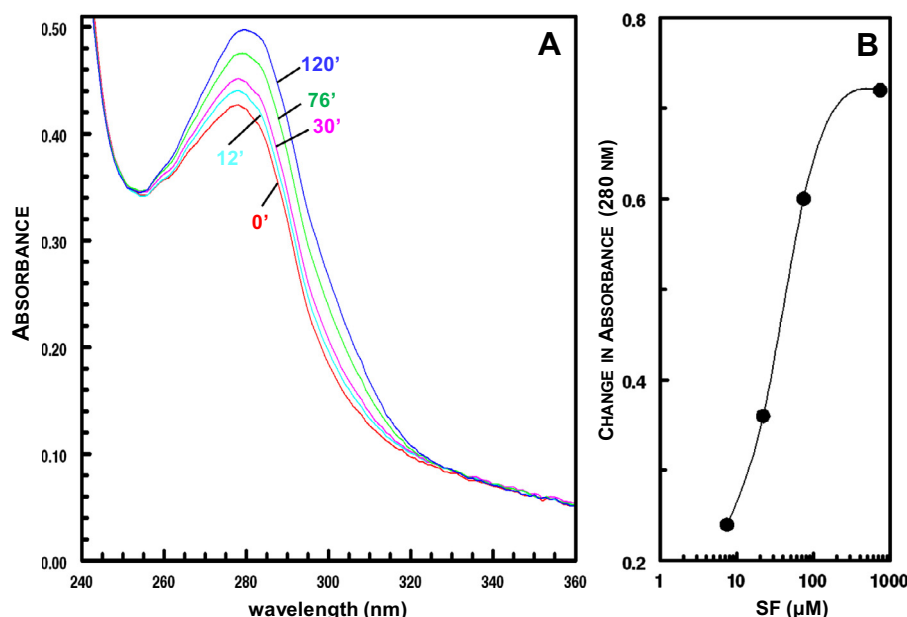 A
0.50
0.40
0.30
0.20
0.10
0.00
ABSORBANCE
120’
76’
30’
12’
0’
240 260 280 300 320 340 360
wavelength (nm)
B
0.8
0.6
0.4
0.2
CHANGE IN ABSORBANCE (280 NM)
1 10 100 1000
SF (µM)